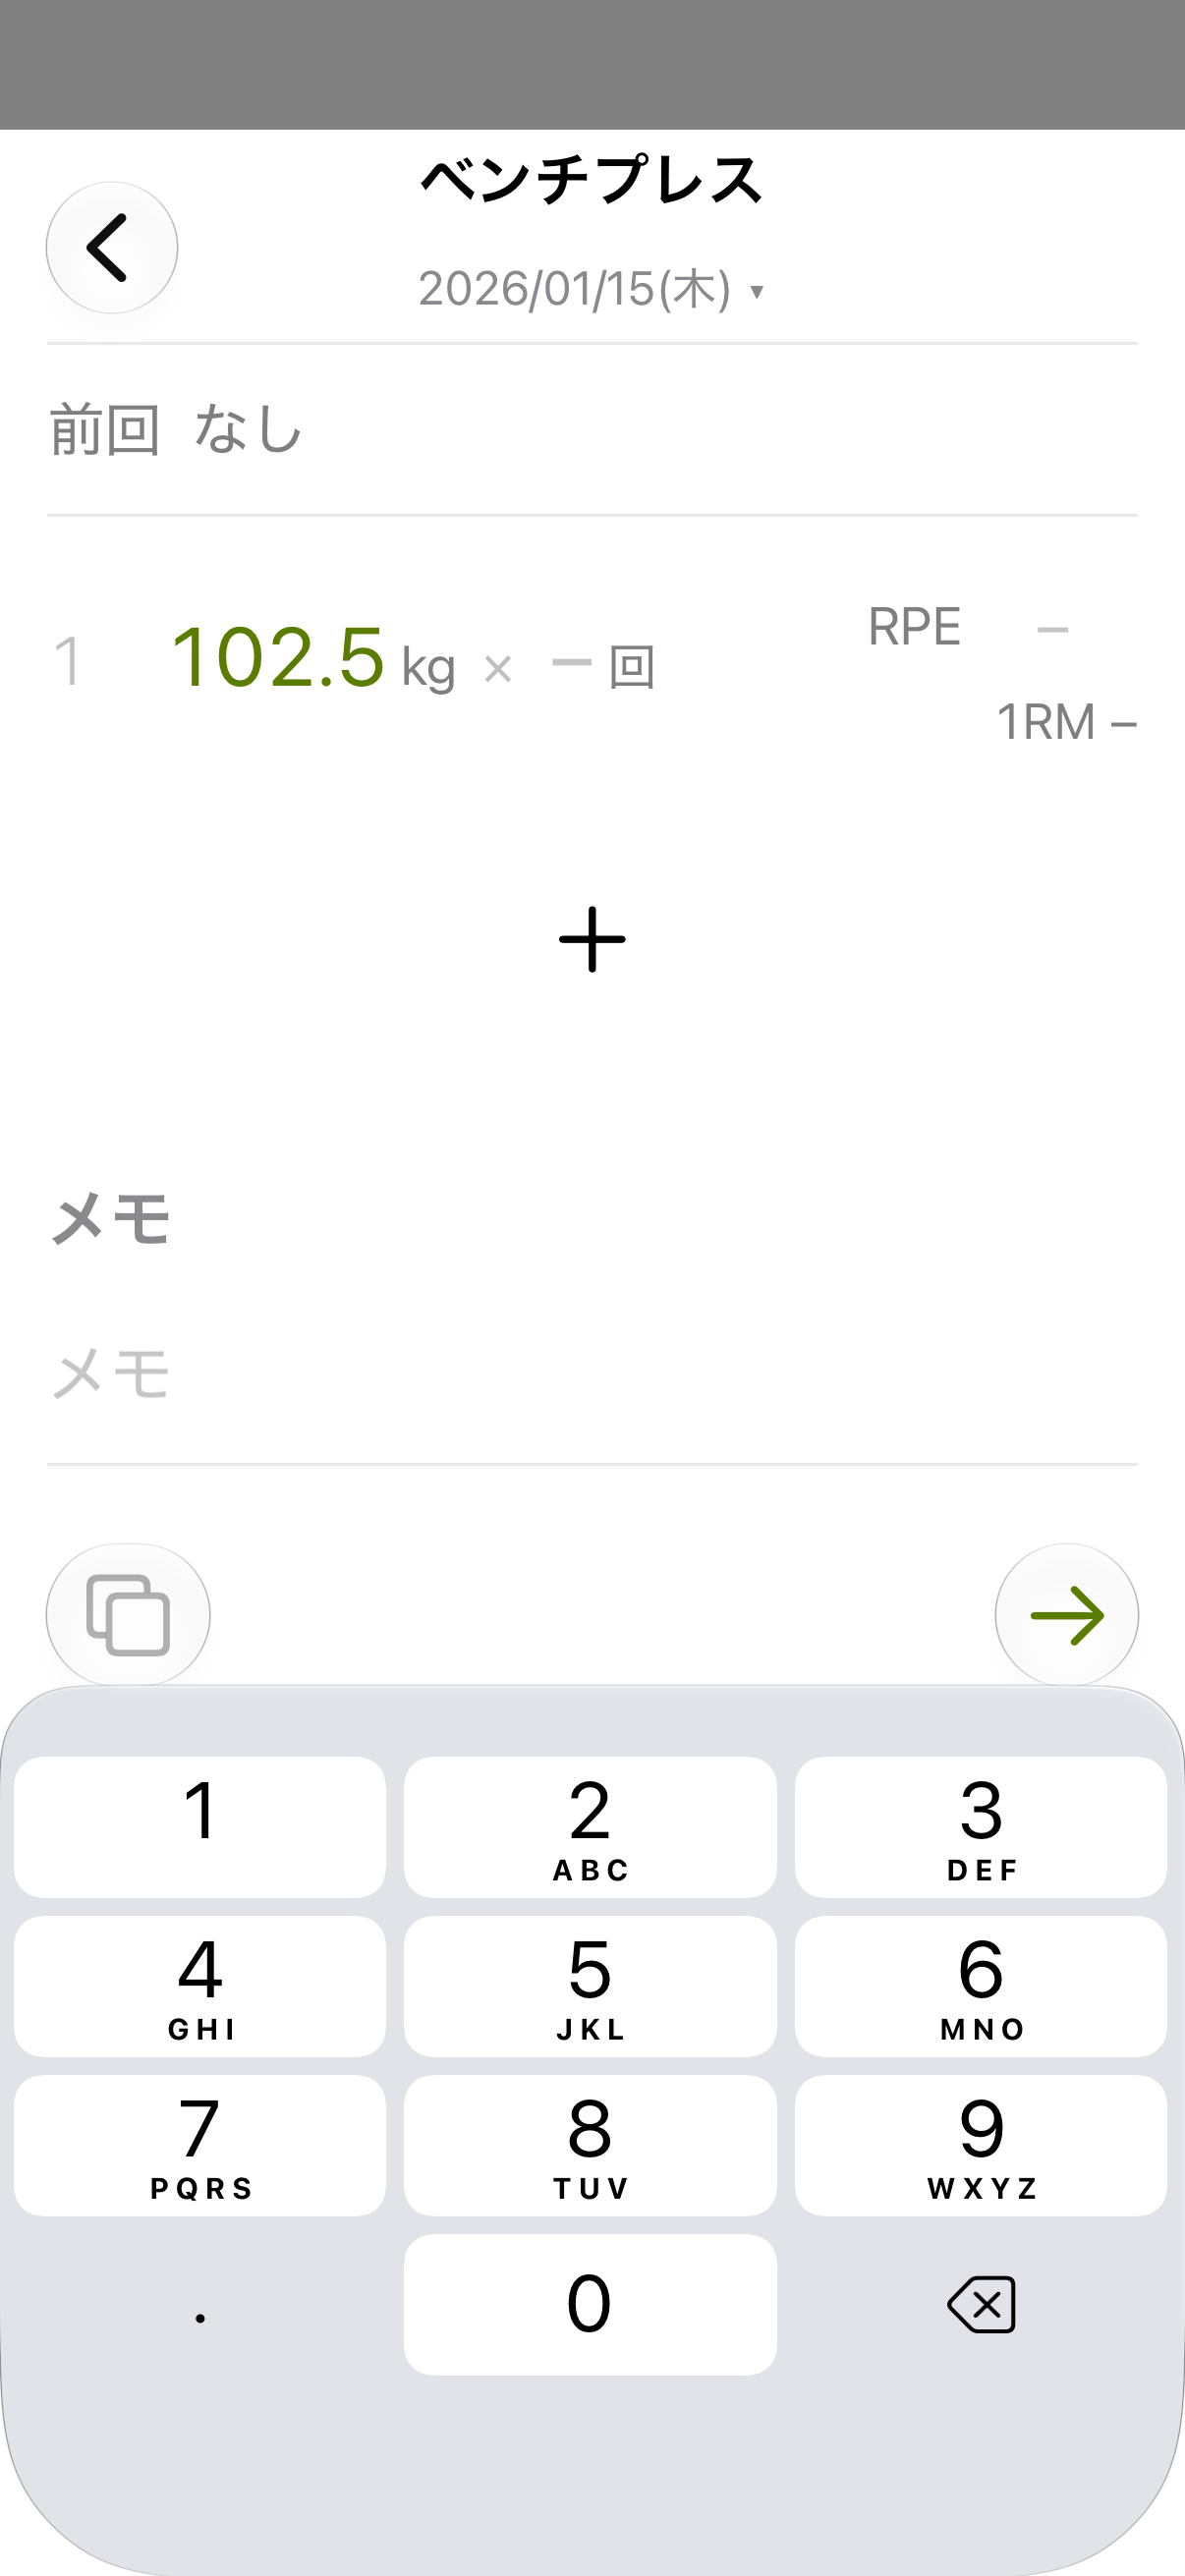 ベンチプレス
2026/01/15(木) ▾
前回 なし
1 102.5 kg × – 回 RPE –
1RM –
メモ
メモ
1 2 3
ABC DEF
4 5 6
GHI JKL MNO
7 8 9
PQRS TUV WXYZ
. 0